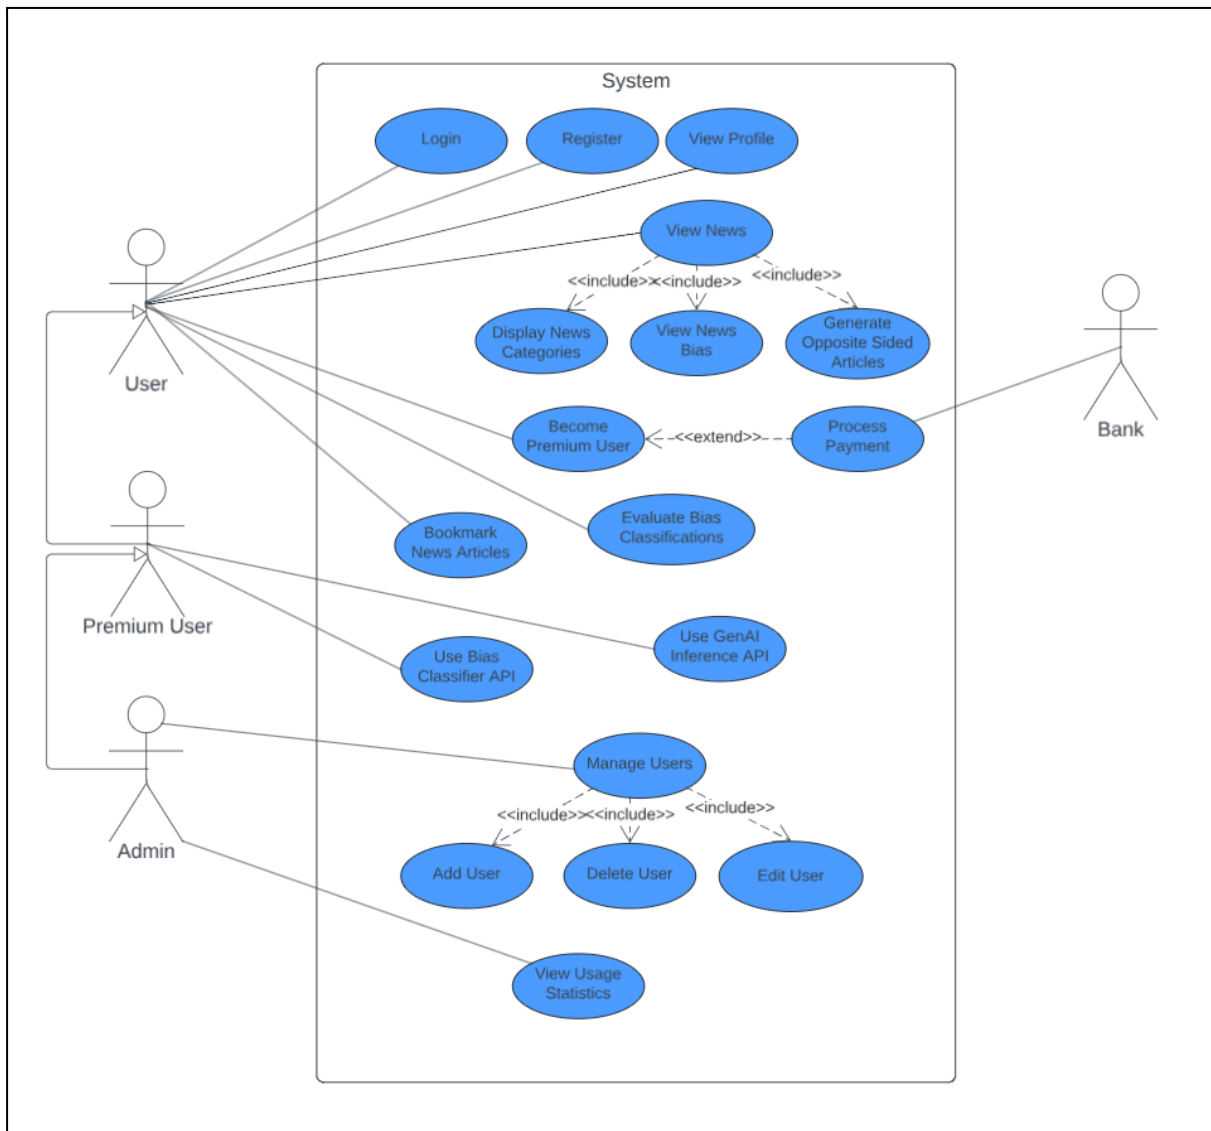 System
Login
Register
View Profile
View News
<<include>>
<<include>>
<<include>>
Display News
Categories
View News
Bias
Generate
Opposite Sided
Articles
User
Become
Premium User
<<extend>>
Process
Payment
Bank
Bookmark
News Articles
Evaluate Bias
Classifications
Premium User
Use Bias
Classifier API
Use GenAI
Inference API
Admin
Manage Users
<<include>>
<<include>>
<<include>>
Add User
Delete User
Edit User
View Usage
Statistics